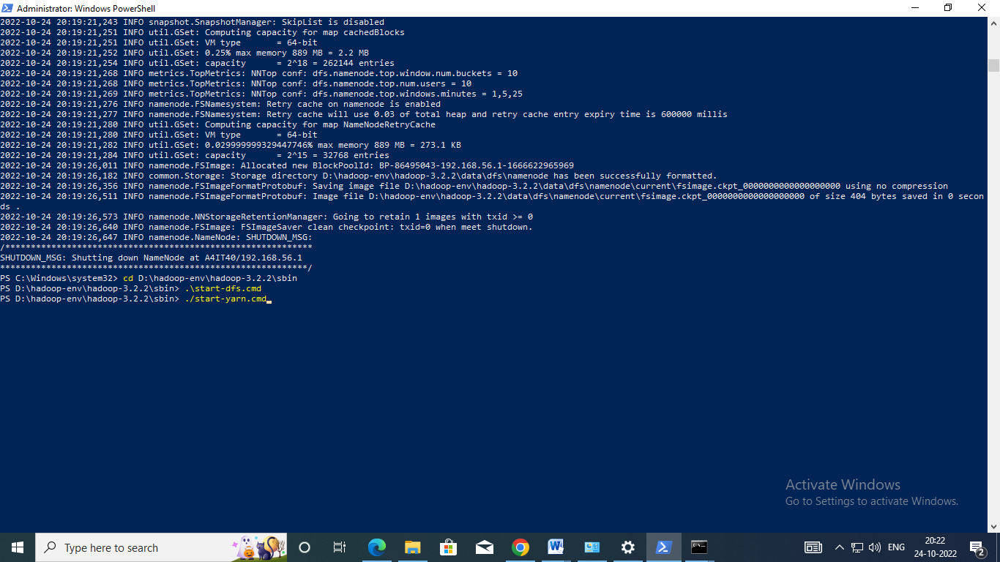 Administrator: Windows PowerShell
2022-10-24 20:19:21,243 INFO snapshot.SnapshotManager: SkipList is disabled
2022-10-24 20:19:21,251 INFO util.GSet: Computing capacity for map cachedBlocks
2022-10-24 20:19:21,251 INFO util.GSet: VM type       = 64-bit
2022-10-24 20:19:21,252 INFO util.GSet: 0.25% max memory 889 MB = 2.2 MB
2022-10-24 20:19:21,254 INFO util.GSet: capacity      = 2^18 = 262144 entries
2022-10-24 20:19:21,268 INFO metrics.TopMetrics: NNTop conf: dfs.namenode.top.window.num.buckets = 10
2022-10-24 20:19:21,268 INFO metrics.TopMetrics: NNTop conf: dfs.namenode.top.num.users = 10
2022-10-24 20:19:21,269 INFO metrics.TopMetrics: NNTop conf: dfs.namenode.top.windows.minutes = 1,5,25
2022-10-24 20:19:21,276 INFO namenode.FSNamesystem: Retry cache on namenode is enabled
2022-10-24 20:19:21,277 INFO namenode.FSNamesystem: Retry cache will use 0.03 of total heap and retry cache entry expiry time is 600000 millis
2022-10-24 20:19:21,280 INFO util.GSet: Computing capacity for map NameNodeRetryCache
2022-10-24 20:19:21,280 INFO util.GSet: VM type       = 64-bit
2022-10-24 20:19:21,282 INFO util.GSet: 0.029999999329447746% max memory 889 MB = 273.1 KB
2022-10-24 20:19:21,284 INFO util.GSet: capacity      = 2^15 = 32768 entries
2022-10-24 20:19:26,011 INFO namenode.FSImage: Allocated new BlockPoolId: BP-86495043-192.168.56.1-1666622965969
2022-10-24 20:19:26,182 INFO common.Storage: Storage directory D:\hadoop-env\hadoop-3.2.2\data\dfs\namenode has been successfully formatted.
2022-10-24 20:19:26,356 INFO namenode.FSImageFormatProtobuf: Saving image file D:\hadoop-env\hadoop-3.2.2\data\dfs\namenode\current\fsimage.ckpt_0000000000000000000 using no compression
2022-10-24 20:19:26,511 INFO namenode.FSImageFormatProtobuf: Image file D:\hadoop-env\hadoop-3.2.2\data\dfs\namenode\current\fsimage.ckpt_0000000000000000000 of size 404 bytes saved in 0 secon
ds .
2022-10-24 20:19:26,573 INFO namenode.NNStorageRetentionManager: Going to retain 1 images with txid >= 0
2022-10-24 20:19:26,640 INFO namenode.FSImage: FSImageSaver clean checkpoint: txid=0 when meet shutdown.
2022-10-24 20:19:26,647 INFO namenode.NameNode: SHUTDOWN_MSG:
/************************************************************
SHUTDOWN_MSG: Shutting down NameNode at A4IT40/192.168.56.1
************************************************************/
PS C:\Windows\system32> cd D:\hadoop-env\hadoop-3.2.2\sbin
PS D:\hadoop-env\hadoop-3.2.2\sbin> .\start-dfs.cmd
PS D:\hadoop-env\hadoop-3.2.2\sbin> ./start-yarn.cmd
Activate Windows
Go to Settings to activate Windows.
Type here to search
ENG
20:22
24-10-2022
2